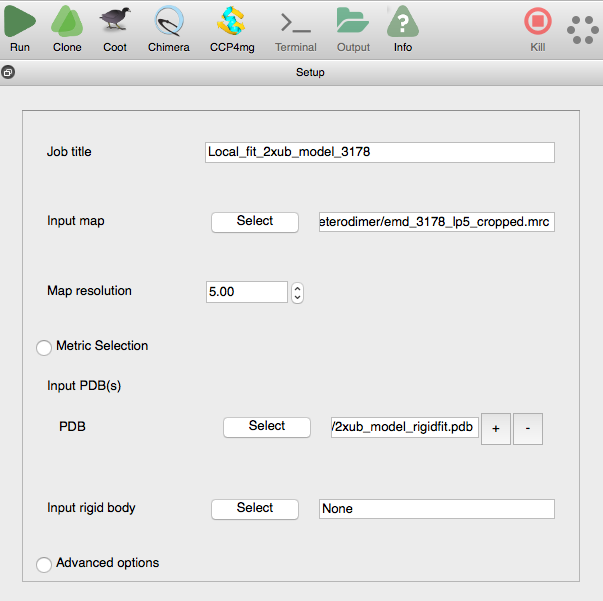 Run Clone Coot Chimera CCP4mg Terminal Output Info Kill
Setup
Job title Local_fit_2xub_model_3178
Input map Select eterodimer/emd_3178_lp5_cropped.mrc
Map resolution 5.00
Metric Selection
Input PDB(s)
PDB Select /2xub_model_rigidfit.pdb + -
Input rigid body Select None
Advanced options